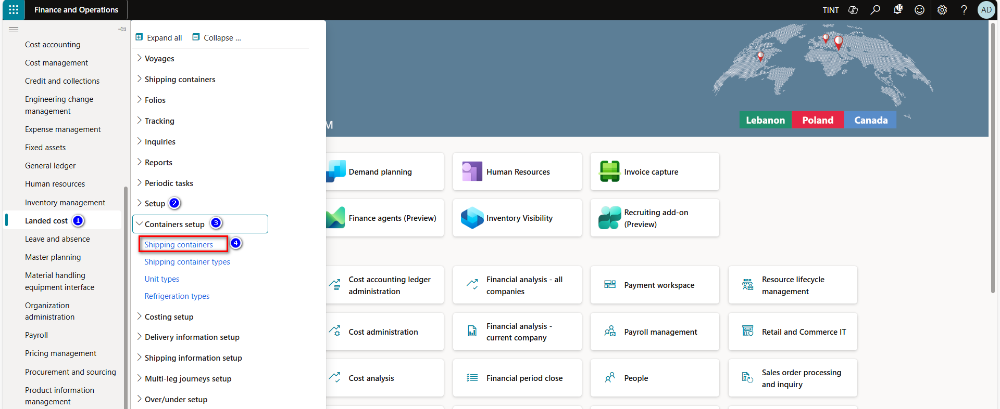 Finance and Operations
TINT
19
?
AD
Cost accounting
Cost management
Credit and collections
Engineering change
management
Expense management
Fixed assets
General ledger
Human resources
Inventory management
Landed cost 1
Leave and absence
Master planning
Material handling
equipment interface
Organization
administration
Payroll
Pricing management
Procurement and sourcing
Product information
management
Expand all
Collapse ...
Voyages
Shipping containers
Folios
Tracking
Inquiries
Reports
Periodic tasks
Setup 2
Containers setup 3
Shipping containers 4
Shipping container types
Unit types
Refrigeration types
Costing setup
Delivery information setup
Shipping information setup
Multi-leg journeys setup
Over/under setup
M
Lebanon
Poland
Canada
Demand planning
Human Resources
Invoice capture
Finance agents (Preview)
Inventory Visibility
Recruiting add-on
(Preview)
Cost accounting ledger
administration
Financial analysis - all
companies
Payment workspace
Resource lifecycle
management
Cost administration
Financial analysis -
current company
Payroll management
Retail and Commerce IT
Cost analysis
Financial period close
People
Sales order processing
and inquiry